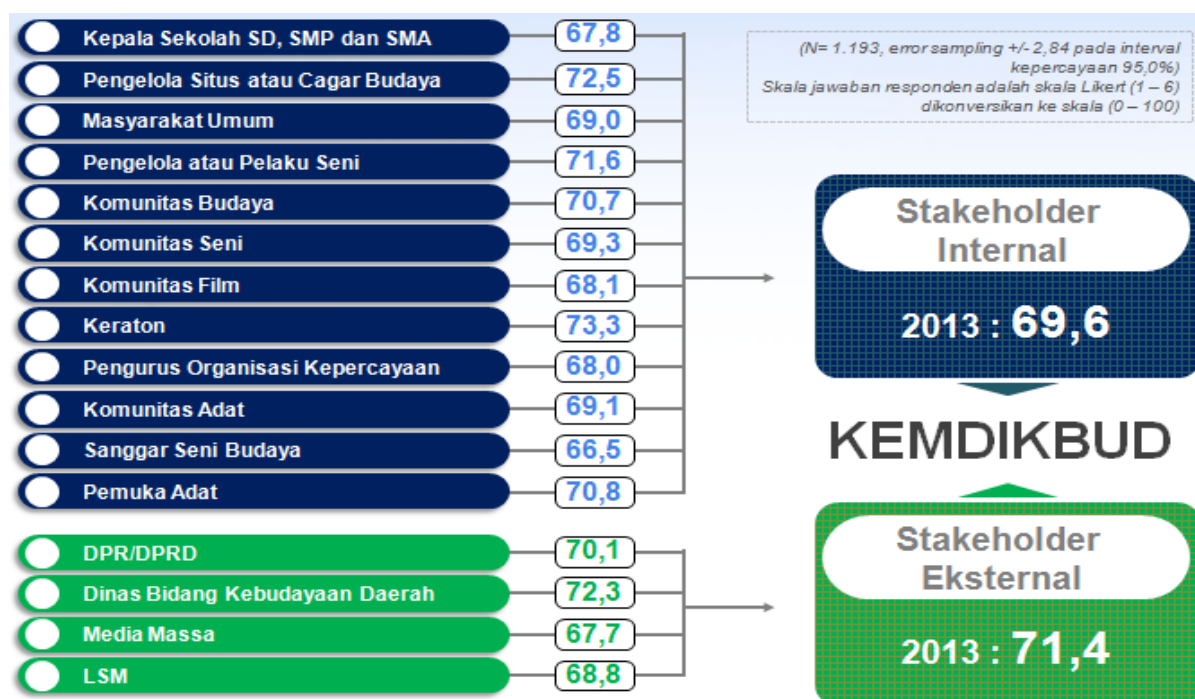 Kepala Sekolah SD, SMP dan SMA 67,8
Pengelola Situs atau Cagar Budaya 72,5
Masyarakat Umum 69,0
Pengelola atau Pelaku Seni 71,6
Komunitas Budaya 70,7
Komunitas Seni 69,3
Komunitas Film 68,1
Keraton 73,3
Pengurus Organisasi Kepercayaan 68,0
Komunitas Adat 69,1
Sanggar Seni Budaya 66,5
Pemuka Adat 70,8
DPR/DPRD 70,1
Dinas Bidang Kebudayaan Daerah 72,3
Media Massa 67,7
LSM 68,8
(N= 1.193, error sampling +/- 2,84 pada interval
kepercayaan 95,0%)
Skala jawaban responden adalah skala Likert (1 – 6)
dikonversikan ke skala (0 – 100)
Stakeholder
Internal
2013 : 69,6
KEMDIKBUD
Stakeholder
Eksternal
2013 : 71,4